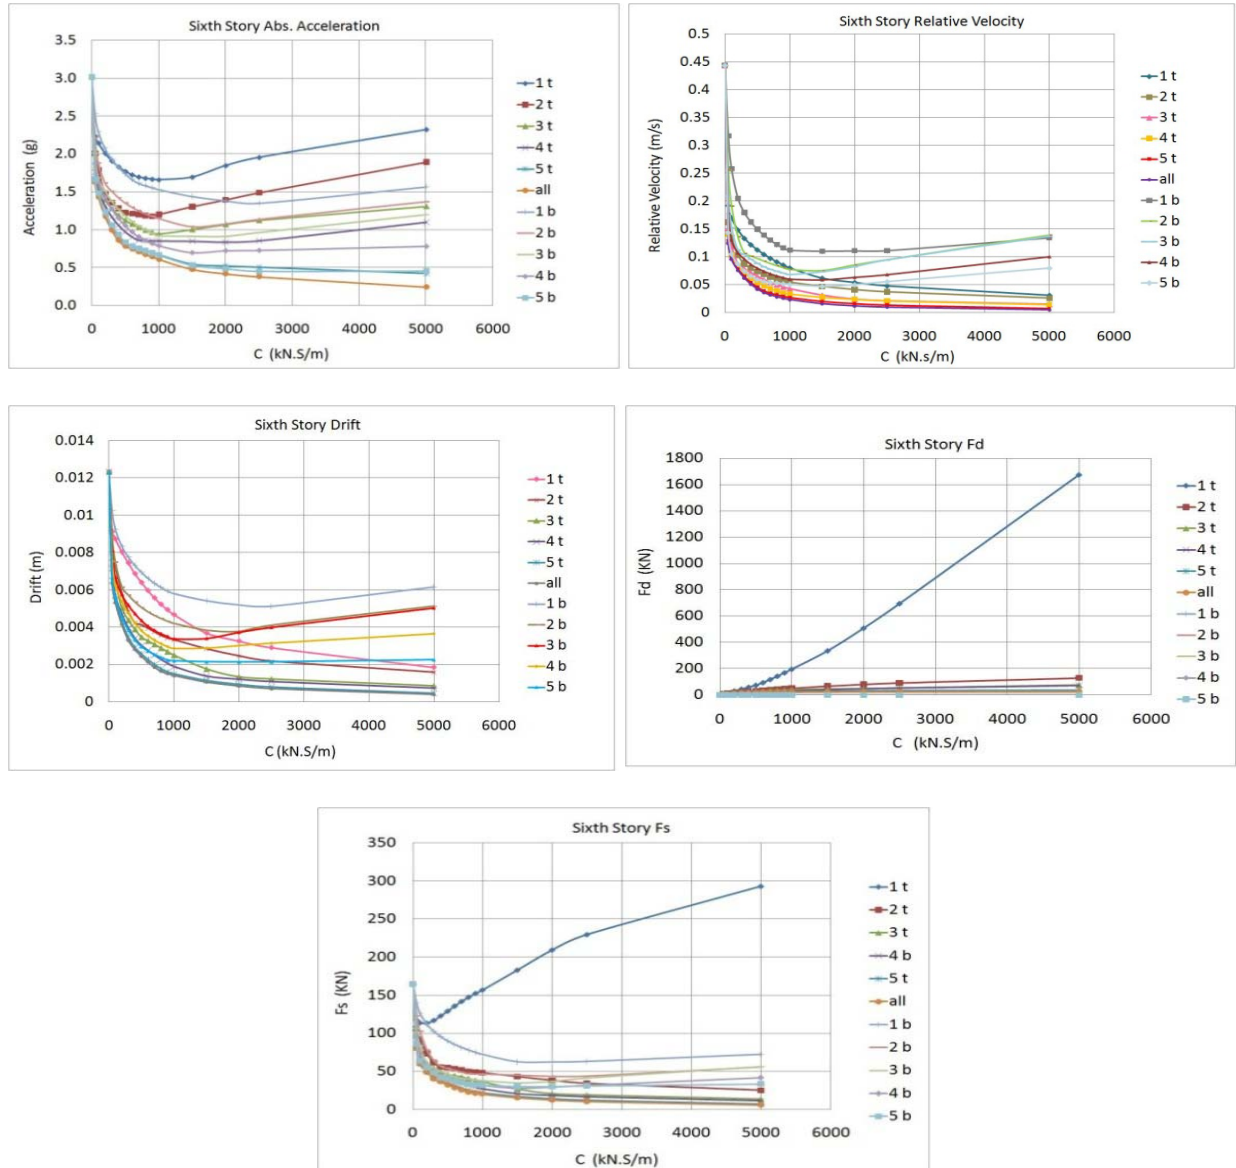 Sixth Story Abs. Acceleration
Acceleration (g)
3.5
3.0
2.5
2.0
1.5
1.0
0.5
0.0
0 1000 2000 3000 4000 5000 6000
C (kN.S/m)
1 t
2 t
3 t
4 t
5 t
all
1 b
2 b
3 b
4 b
5 b
Sixth Story Relative Velocity
Relative Velocity (m/s)
0.5
0.45
0.4
0.35
0.3
0.25
0.2
0.15
0.1
0.05
0
0 1000 2000 3000 4000 5000 6000
C (kN.s/m)
1 t
2 t
3 t
4 t
5 t
all
1 b
2 b
3 b
4 b
5 b
Sixth Story Drift
Drift (m)
0.014
0.012
0.01
0.008
0.006
0.004
0.002
0
0 1000 2000 3000 4000 5000 6000
C (kN.S/m)
1 t
2 t
3 t
4 t
5 t
all
1 b
2 b
3 b
4 b
5 b
Sixth Story Fd
Fd (KN)
1800
1600
1400
1200
1000
800
600
400
200
0
0 1000 2000 3000 4000 5000 6000
C (kN.S/m)
1 t
2 t
3 t
4 t
5 t
all
1 b
2 b
3 b
4 b
5 b
Sixth Story Fs
Fs (KN)
350
300
250
200
150
100
50
0
0 1000 2000 3000 4000 5000 6000
C (kN.S/m)
1 t
2 t
3 t
4 b
5 t
all
1 b
2 b
3 b
4 b
5 b